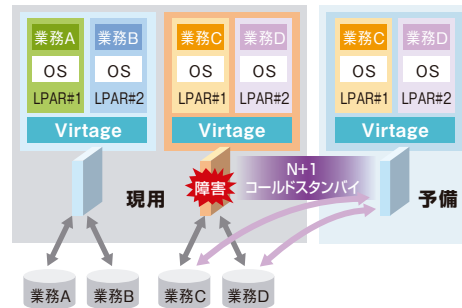 業務A
業務B
業務C
業務D
業務C
業務D
OS
OS
OS
OS
OS
OS
LPAR#1
LPAR#2
LPAR#1
LPAR#2
LPAR#1
LPAR#2
Virtage
Virtage
Virtage
N+1
コールドスタンバイ
障害
現用
予備
業務A
業務B
業務C
業務D